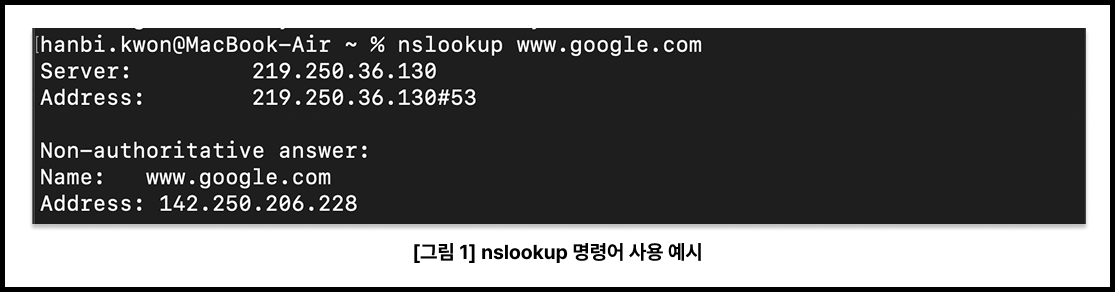 [hanbi.kwon@MacBook-Air ~ % nslookup www.google.com
Server: 219.250.36.130
Address: 219.250.36.130#53
Non-authoritative answer:
Name: www.google.com
Address: 142.250.206.228
[그림 1] nslookup 명령어 사용 예시